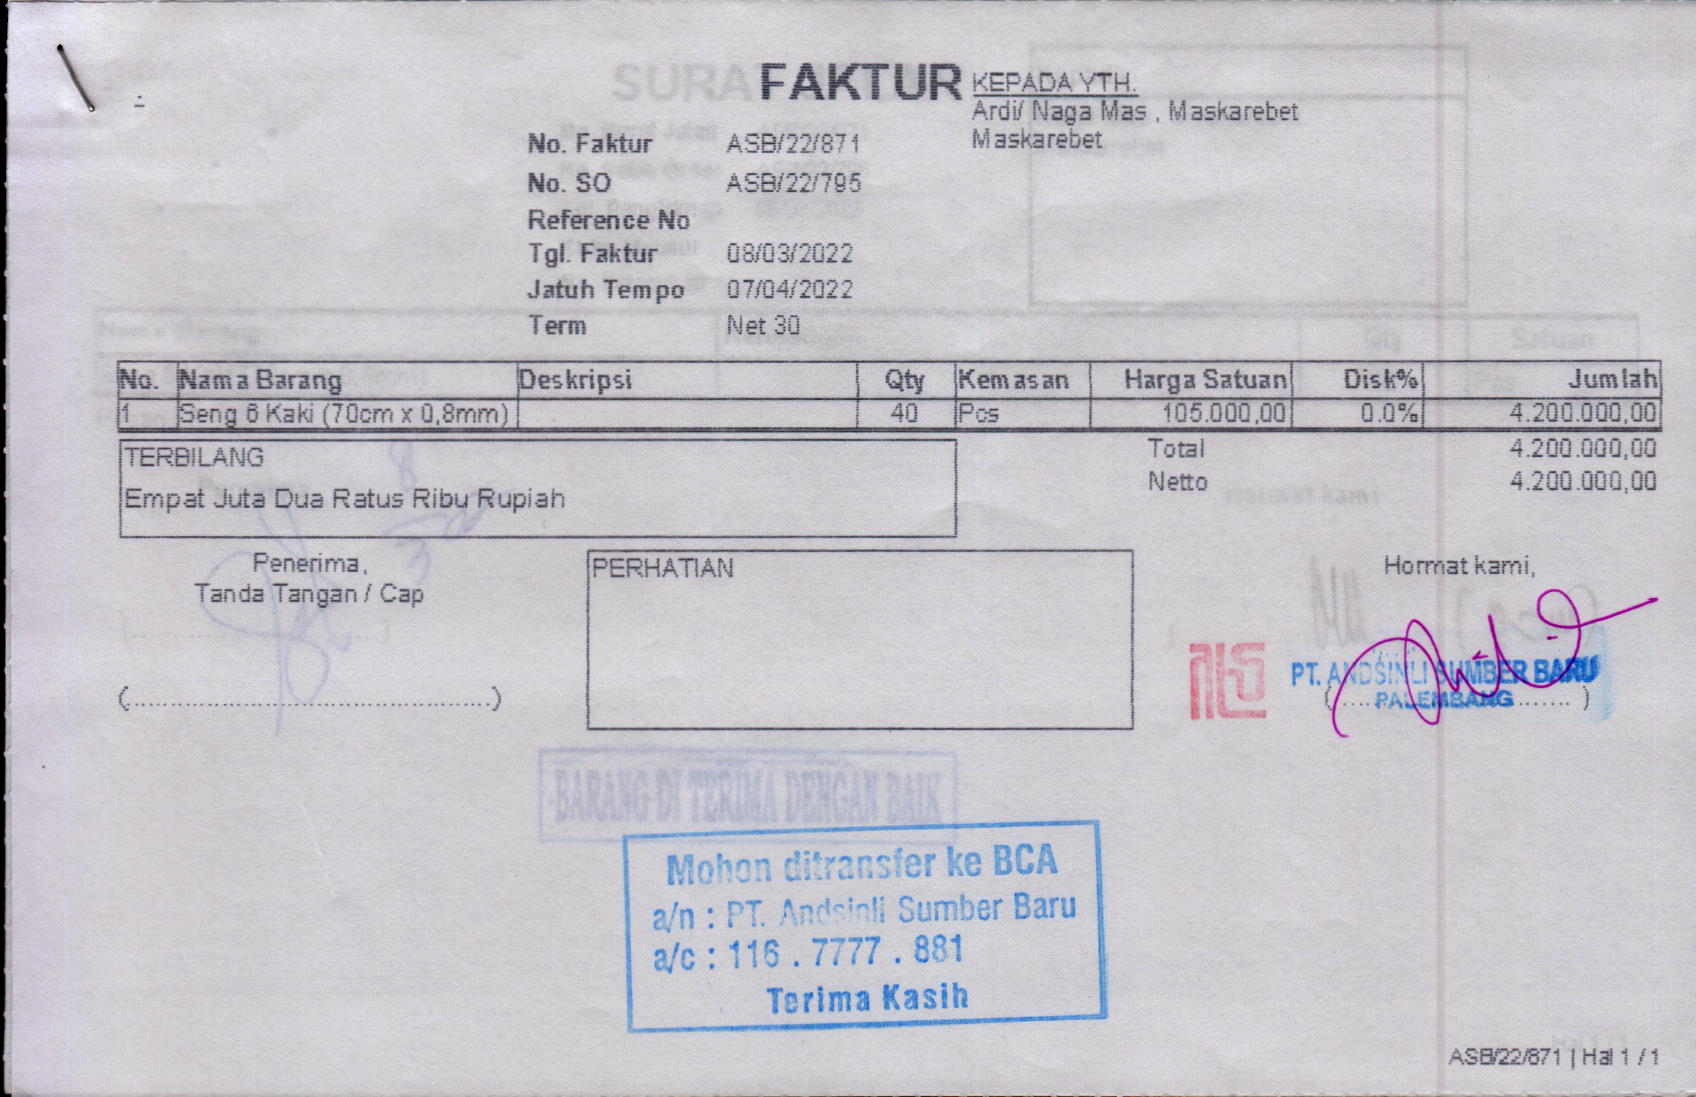 FAKTUR
KEPADA YTH.
Ardi/ Naga Mas , Maskarebet
Maskarebet
No. Faktur ASB/22/871
No. SO ASB/22/795
Reference No
Tgl. Faktur 08/03/2022
Jatuh Tempo 07/04/2022
Term Net 30
No. Nama Barang Deskripsi Qty Kemasan Harga Satuan Disk% Jumlah
1 Seng 6 Kaki (70cm x 0,8mm) 40 Pcs 105.000,00 0.0% 4.200.000,00
Total 4.200.000,00
Netto 4.200.000,00
TERBILANG
Empat Juta Dua Ratus Ribu Rupiah
Penerima,
Tanda Tangan / Cap
(..................................................)
PERHATIAN
Hormat kami,
PT. ANDSINLI SUMBER BARU
PALEMBANG
BARANG DI TERIMA DENGAN BAIK
Mohon ditransfer ke BCA
a/n : PT. Andsinli Sumber Baru
a/c : 116 . 7777 . 881
Terima Kasih
ASB/22/871 | Hal 1 / 1